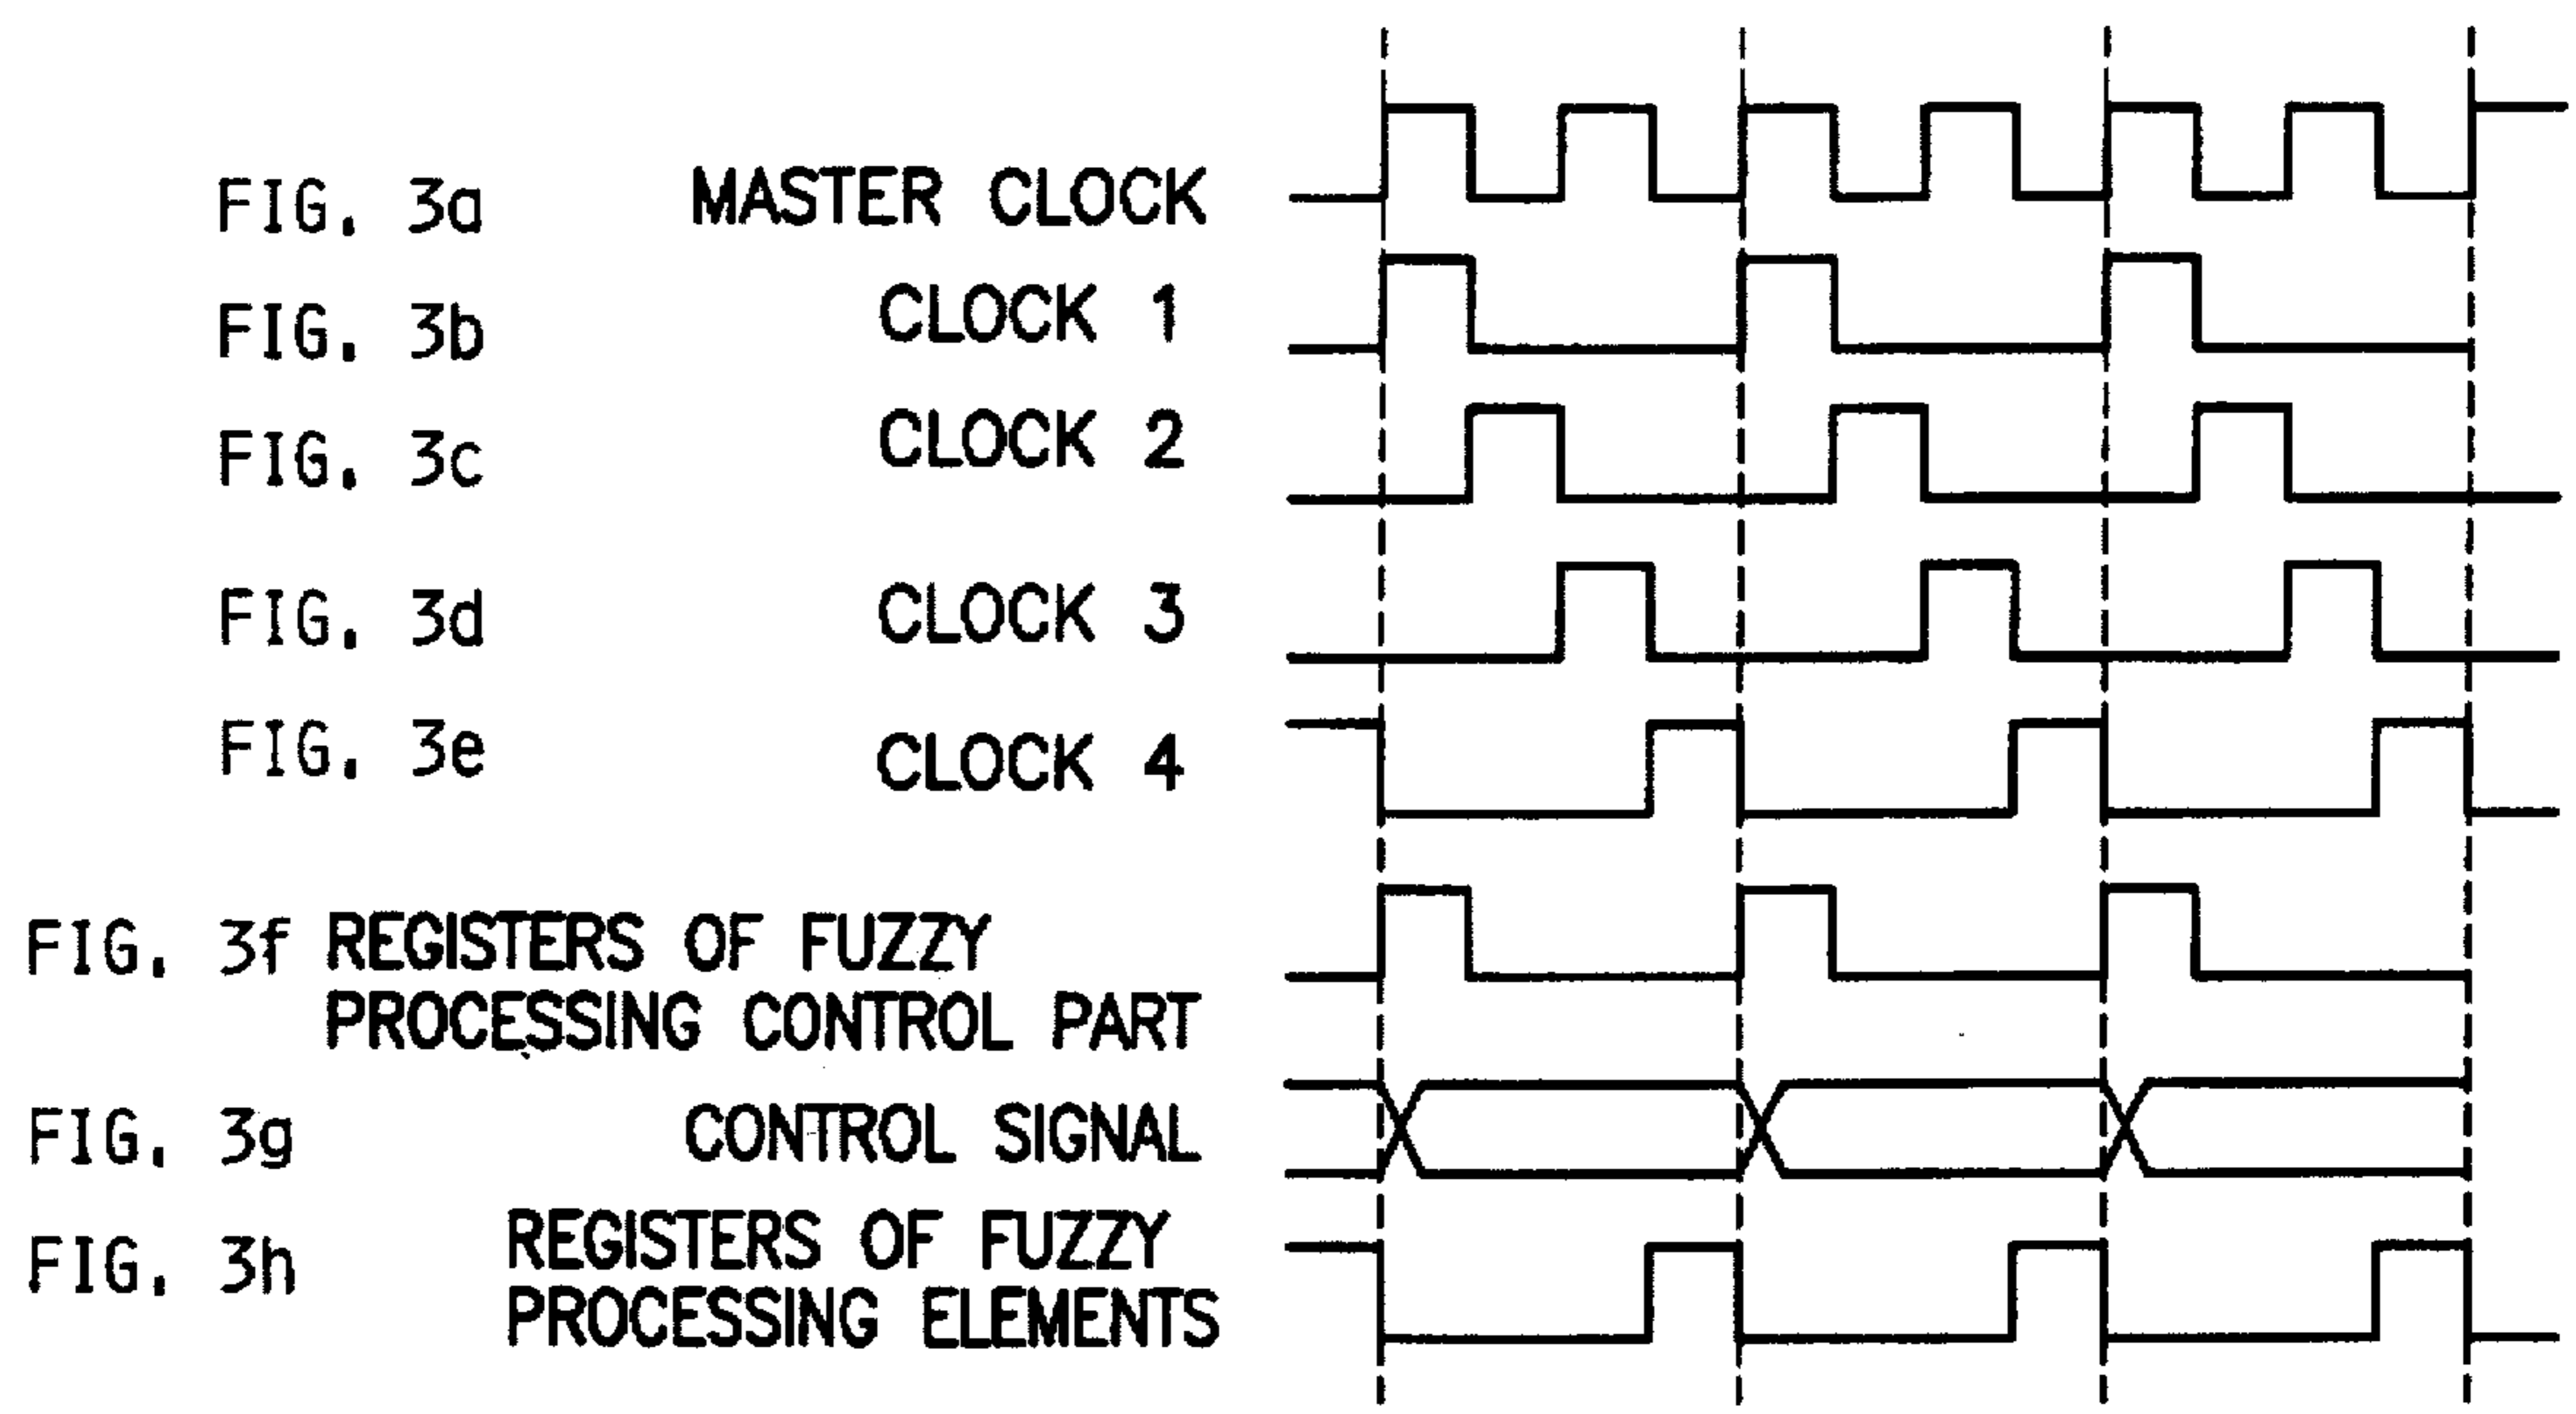 FIG. 3a MASTER CLOCK
FIG. 3b CLOCK 1
FIG. 3c CLOCK 2
FIG. 3d CLOCK 3
FIG. 3e CLOCK 4
FIG. 3f REGISTERS OF FUZZY
PROCESSING CONTROL PART
FIG. 3g CONTROL SIGNAL
FIG. 3h REGISTERS OF FUZZY
PROCESSING ELEMENTS